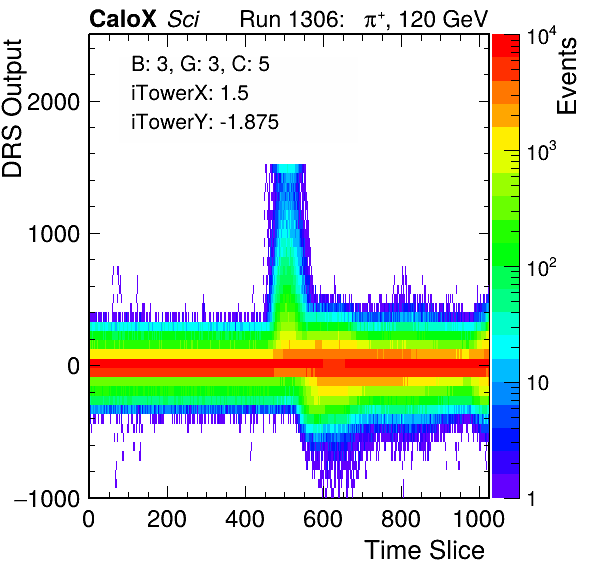 CaloX Sci Run 1306: π⁺, 120 GeV
B: 3, G: 3, C: 5
iTowerX: 1.5
iTowerY: -1.875
DRS Output
2000
1000
0
−1000
0 200 400 600 800 1000
Time Slice
10⁴
10³
10²
10
1
Events